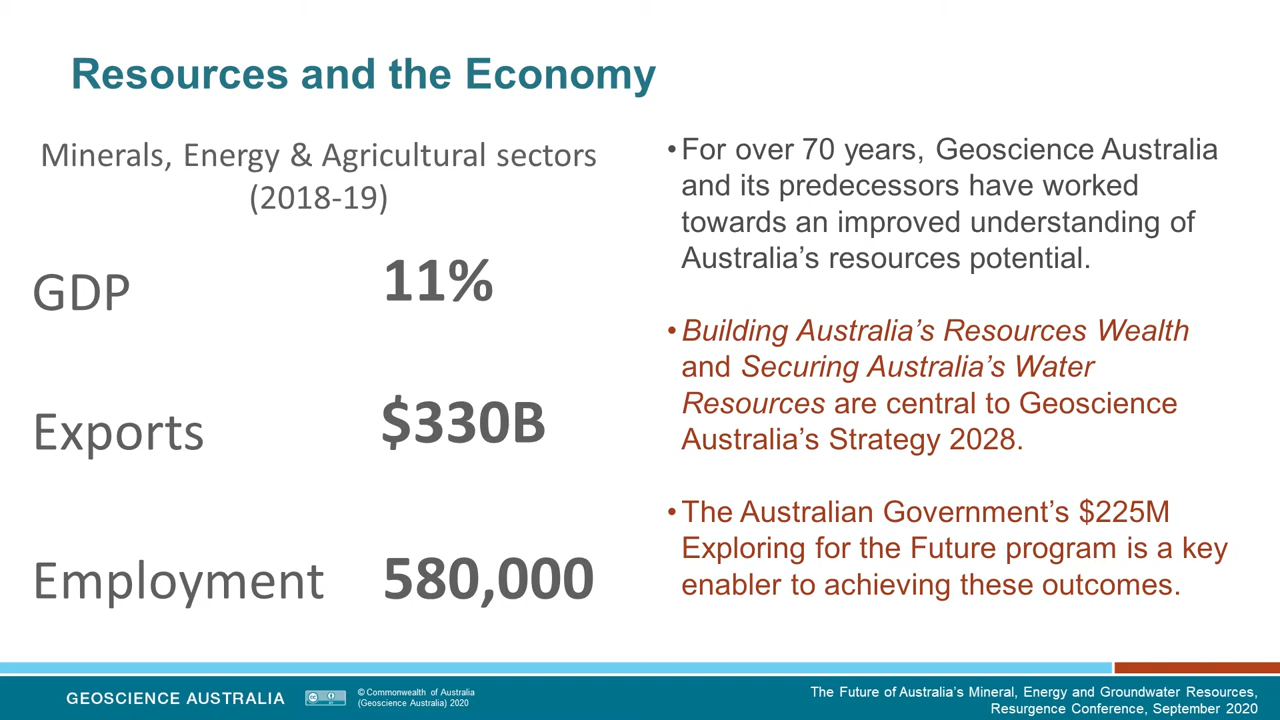 Resources and the Economy
Minerals, Energy & Agricultural sectors
(2018-19)
GDP 11%
Exports $330B
Employment 580,000
•For over 70 years, Geoscience Australia
and its predecessors have worked
towards an improved understanding of
Australia’s resources potential.
•Building Australia’s Resources Wealth
and Securing Australia’s Water
Resources are central to Geoscience
Australia’s Strategy 2028.
•The Australian Government’s $225M
Exploring for the Future program is a key
enabler to achieving these outcomes.
GEOSCIENCE AUSTRALIA
© Commonwealth of Australia
(Geoscience Australia) 2020
The Future of Australia’s Mineral, Energy and Groundwater Resources,
Resurgence Conference, September 2020